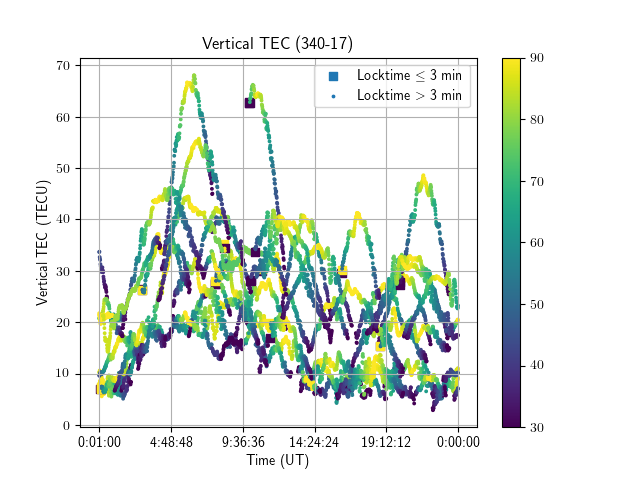 Vertical TEC (340-17)
Locktime ≤ 3 min
Locktime > 3 min
Vertical TEC (TECU)
70
60
50
40
30
20
10
0
0:01:00 4:48:48 9:36:36 14:24:24 19:12:12 0:00:00
Time (UT)
90
80
70
60
50
40
30